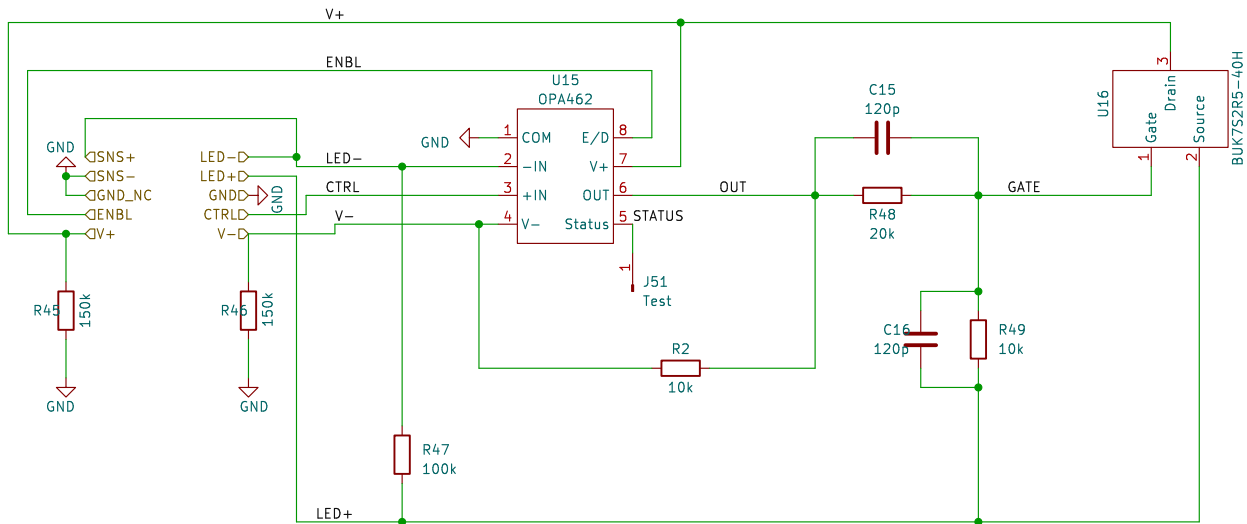 V+
ENBL
U15
OPA462
C15
120p
U16
Drain
3
Gate
Source
1
2
BUK7S2R5-40H
GND
SNS+
SNS-
GND_NC
ENBL
V+
LED-
LED+
GND
CTRL
V-
GND
LED-
CTRL
V-
GND
1 COM
2 -IN
3 +IN
4 V-
E/D 8
V+ 7
OUT 6
Status 5
STATUS
1
J51
Test
OUT
R48
20k
GATE
R45
150k
R46
150k
GND
GND
R2
10k
C16
120p
R49
10k
R47
100k
LED+